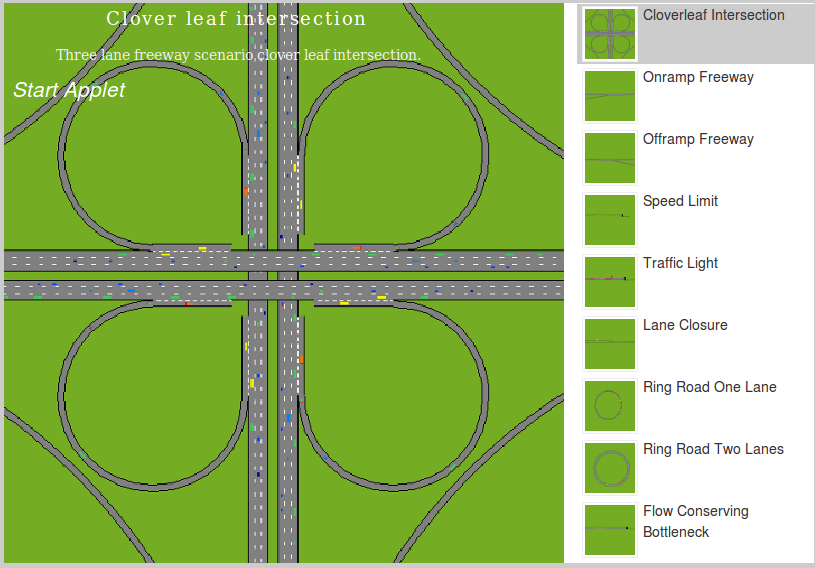 Clover leaf intersection
Three lane freeway scenario,clover leaf intersection.
Start Applet
Cloverleaf Intersection
Onramp Freeway
Offramp Freeway
Speed Limit
Traffic Light
Lane Closure
Ring Road One Lane
Ring Road Two Lanes
Flow Conserving
Bottleneck